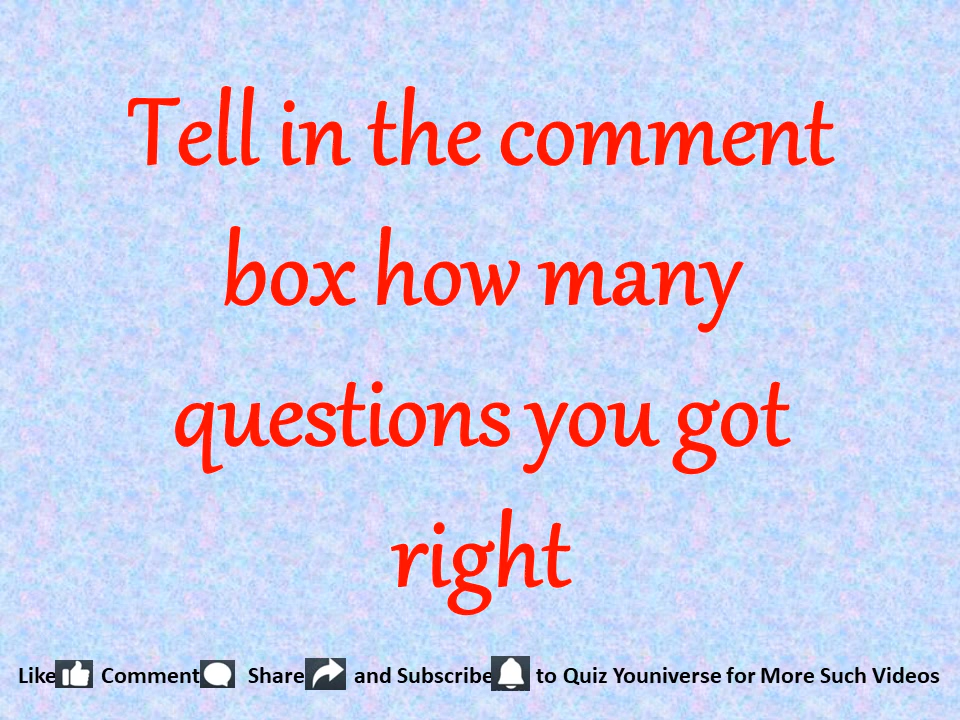 Tell in the comment
box how many
questions you got
right
Like Comment Share and Subscribe to Quiz Youniverse for More Such Videos